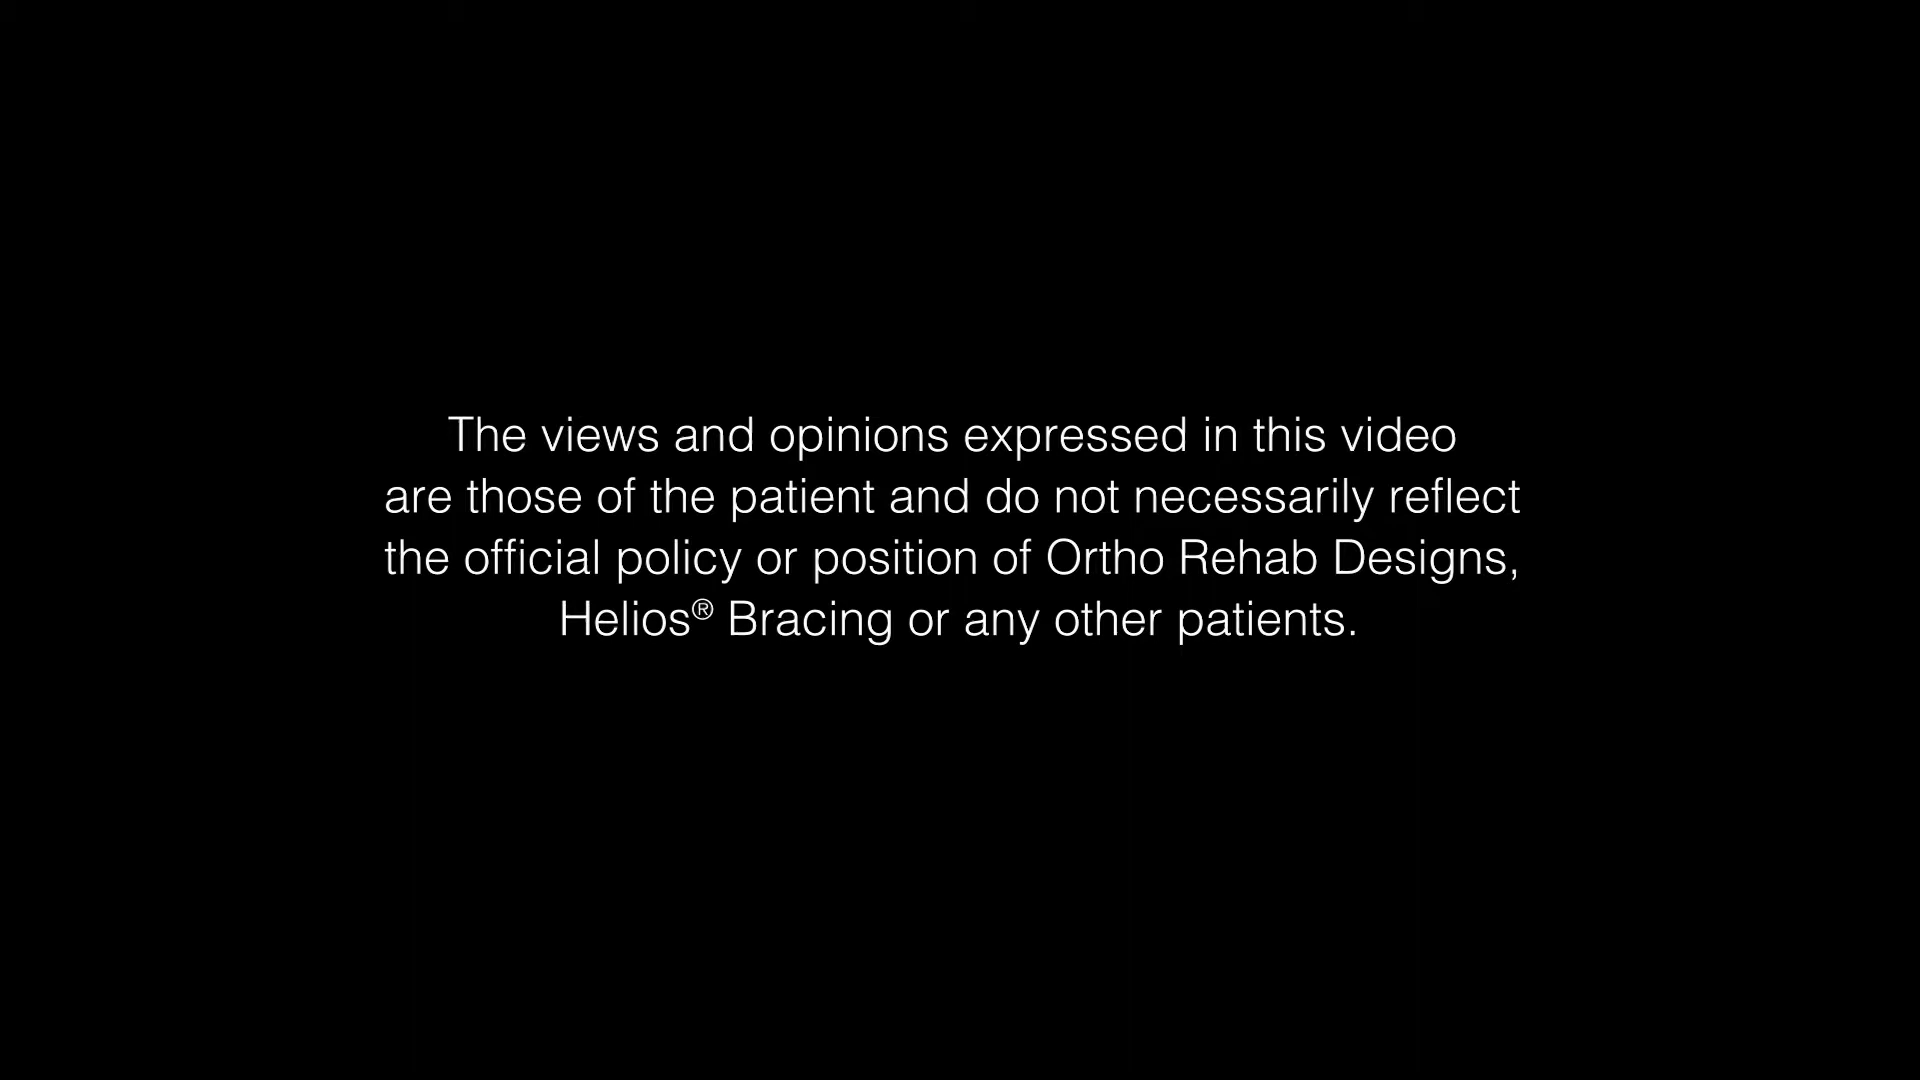 The views and opinions expressed in this video
are those of the patient and do not necessarily reflect
the official policy or position of Ortho Rehab Designs,
Helios® Bracing or any other patients.